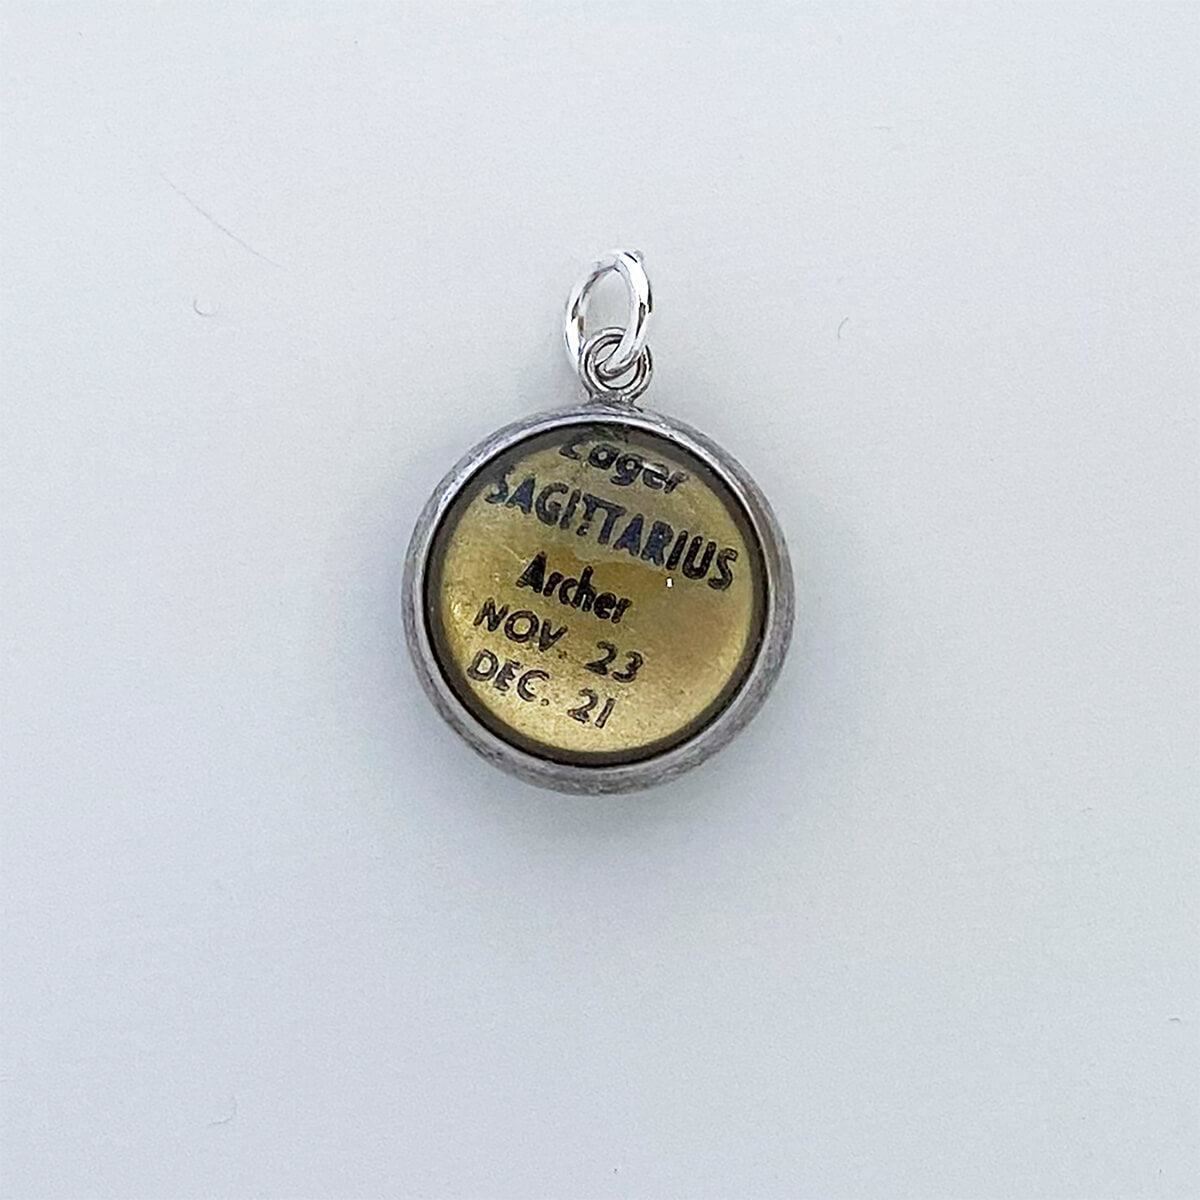 Eager
SAGITTARIUS
Archer
NOV. 23
DEC. 21